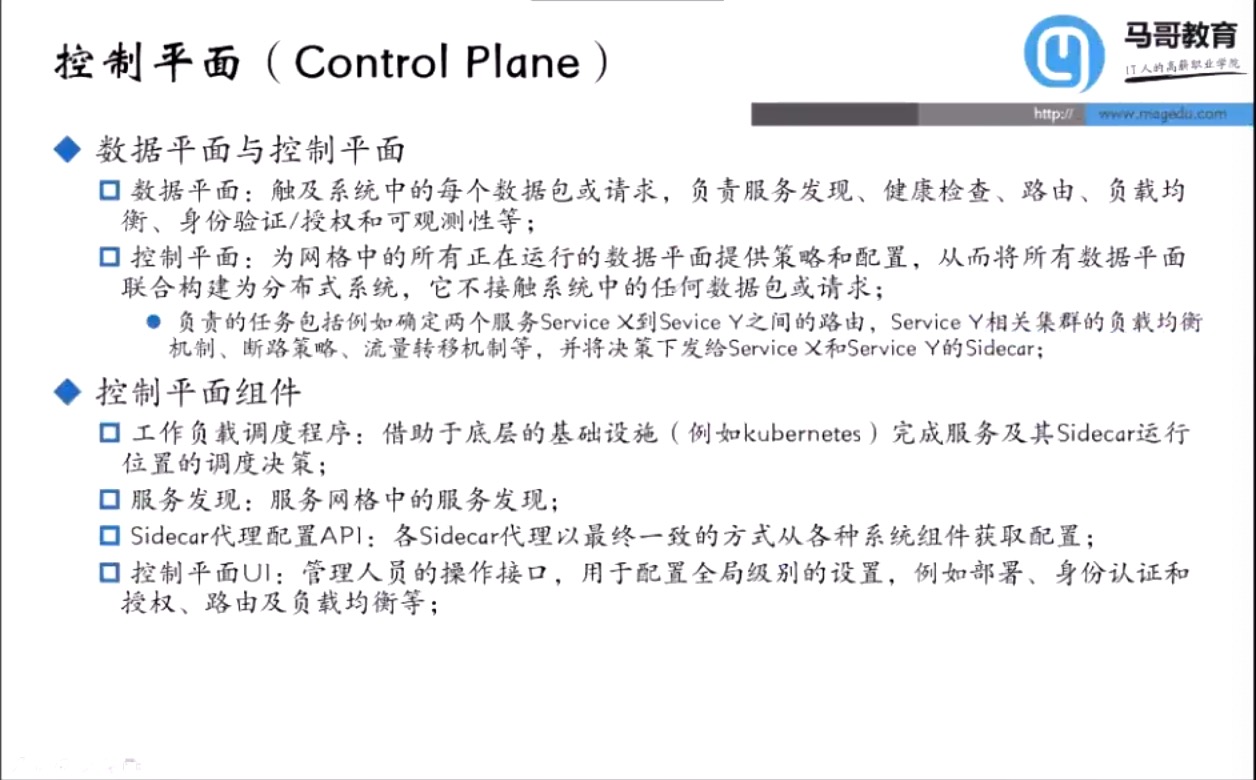 控制平面（Control Plane）
马哥教育
IT人的高薪职业学院
http://
www.magedu.com
数据平面与控制平面
数据平面：触及系统中的每个数据包或请求，负责服务发现、健康检查、路由、负载均
衡、身份验证/授权和可观测性等；
控制平面：为网格中的所有正在运行的数据平面提供策略和配置，从而将所有数据平面
联合构建为分布式系统，它不接触系统中的任何数据包或请求；
负责的任务包括例如确定两个服务Service X到Sevice Y之间的路由，Service Y相关集群的负载均衡
机制、断路策略、流量转移机制等，并将决策下发给Service X和Service Y的Sidecar；
控制平面组件
工作负载调度程序：借助于底层的基础设施（例如kubernetes）完成服务及其Sidecar运行
位置的调度决策；
服务发现：服务网格中的服务发现；
Sidecar代理配置API：各Sidecar代理以最终一致的方式从各种系统组件获取配置；
控制平面UI：管理人员的操作接口，用于配置全局级别的设置，例如部署、身份认证和
授权、路由及负载均衡等；